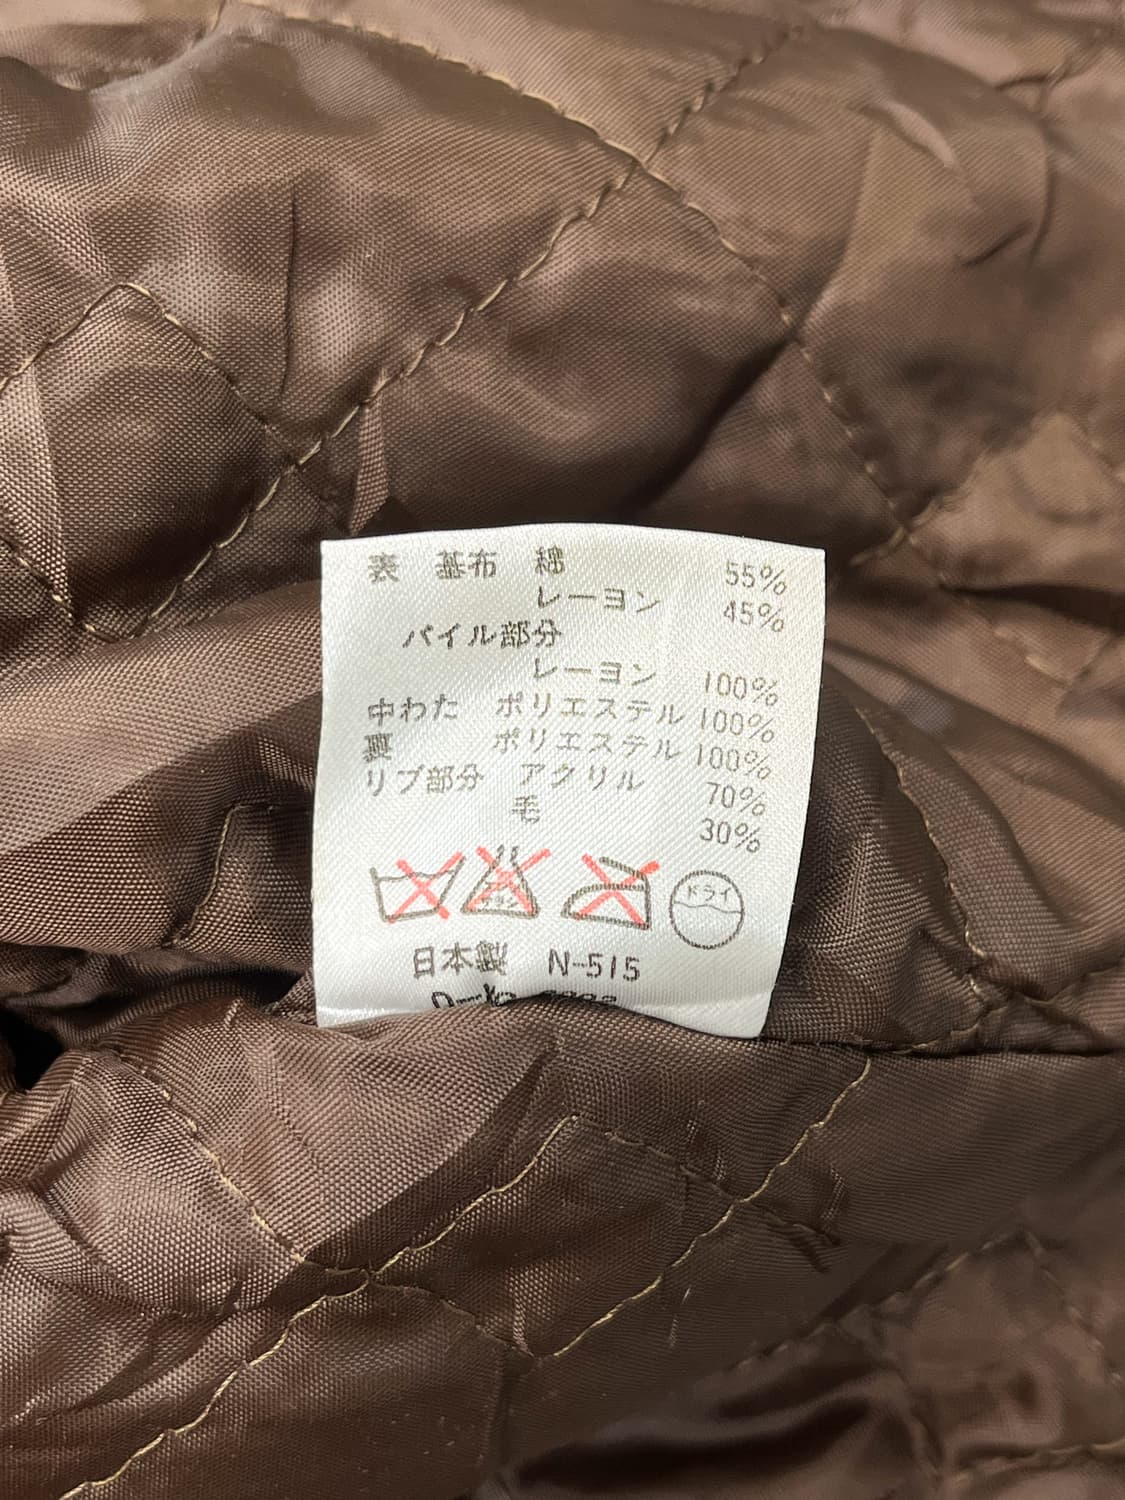 表 基布 綿 55%
レーヨン 45%
パイル部分
レーヨン 100%
中わた ポリエステル 100%
裏 ポリエステル 100%
リブ部分 アクリル 70%
毛 30%
ドライ
日本製 N-515